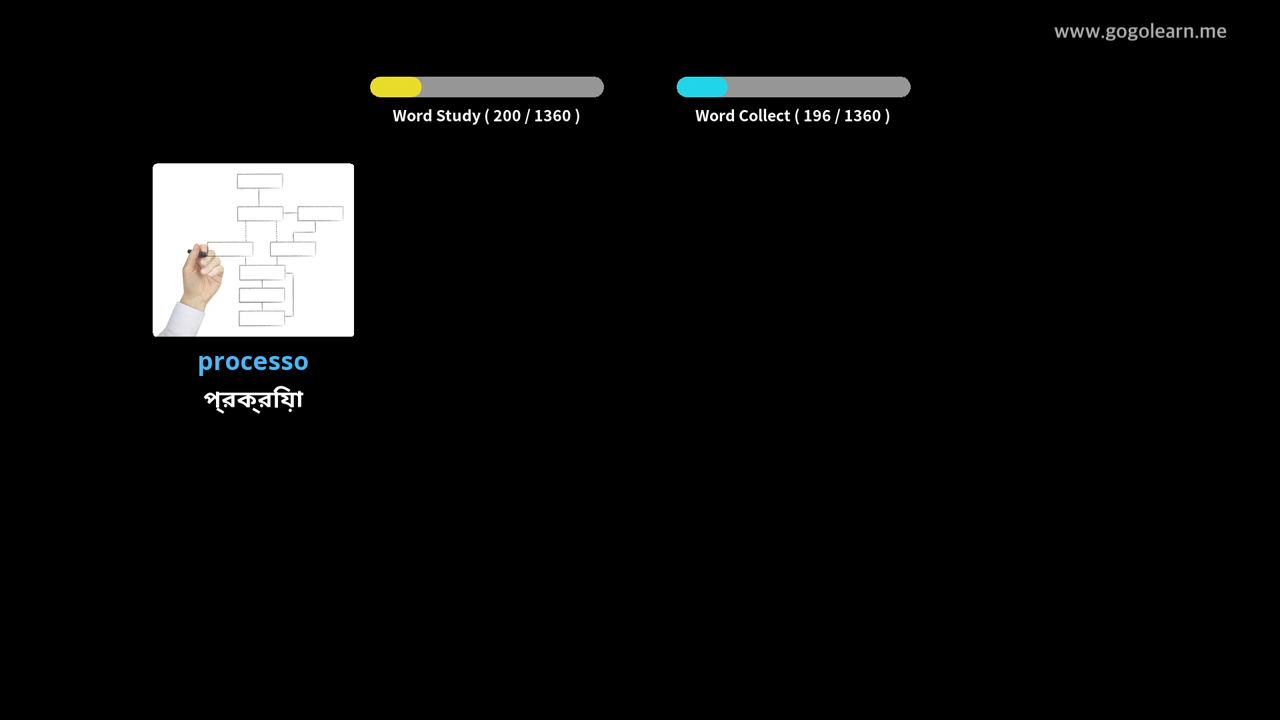 www.gogolearn.me
Word Study ( 200 / 1360 )
Word Collect ( 196 / 1360 )
processo
প্রক্রিয়া